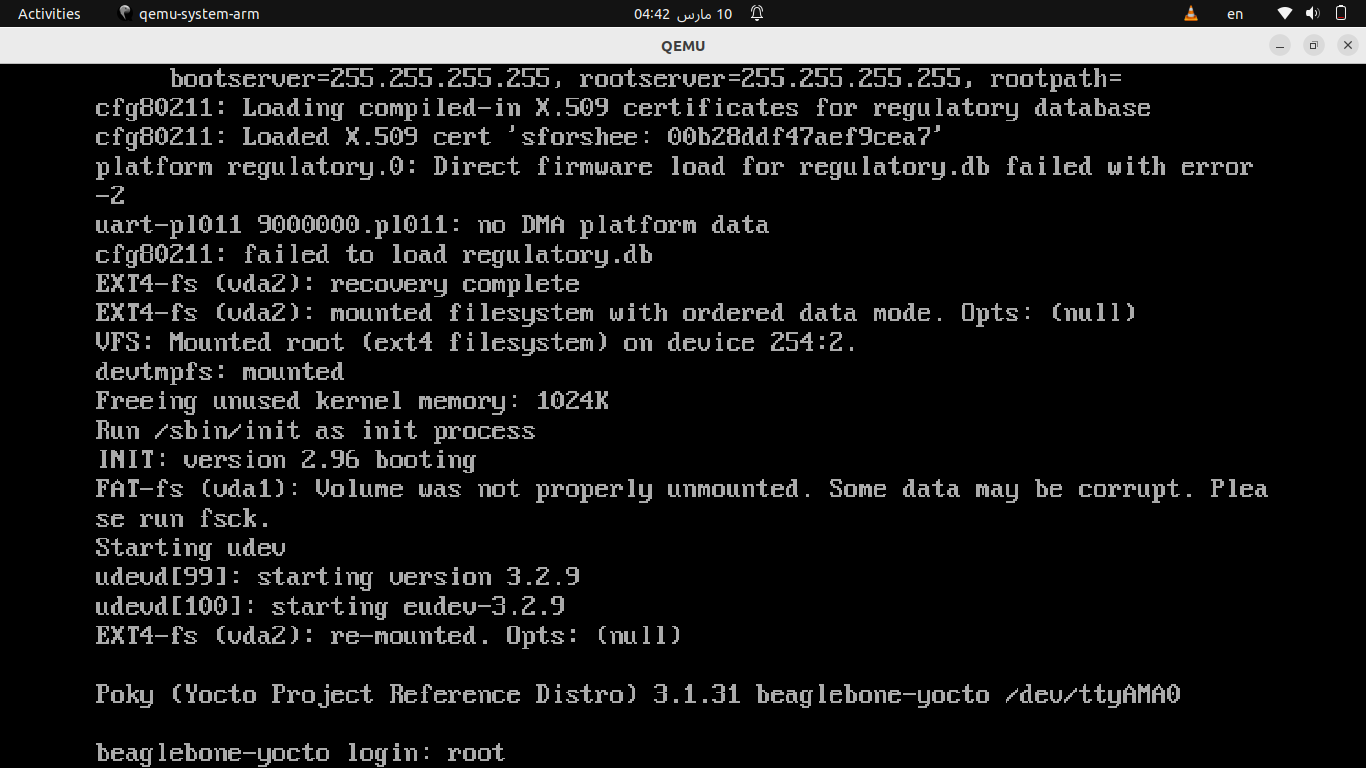 Activities qemu-system-arm 04:42 10 مارس en
QEMU
bootserver=255.255.255.255, rootserver=255.255.255.255, rootpath=
cfg80211: Loading compiled-in X.509 certificates for regulatory database
cfg80211: Loaded X.509 cert 'sforshee: 00b28ddf47aef9cea7'
platform regulatory.0: Direct firmware load for regulatory.db failed with error
-2
uart-pl011 9000000.pl011: no DMA platform data
cfg80211: failed to load regulatory.db
EXT4-fs (vda2): recovery complete
EXT4-fs (vda2): mounted filesystem with ordered data mode. Opts: (null)
VFS: Mounted root (ext4 filesystem) on device 254:2.
devtmpfs: mounted
Freeing unused kernel memory: 1024K
Run /sbin/init as init process
INIT: version 2.96 booting
FAT-fs (vda1): Volume was not properly unmounted. Some data may be corrupt. Plea
se run fsck.
Starting udev
udevd[99]: starting version 3.2.9
udevd[100]: starting eudev-3.2.9
EXT4-fs (vda2): re-mounted. Opts: (null)
Poky (Yocto Project Reference Distro) 3.1.31 beaglebone-yocto /dev/ttyAMA0
beaglebone-yocto login: root